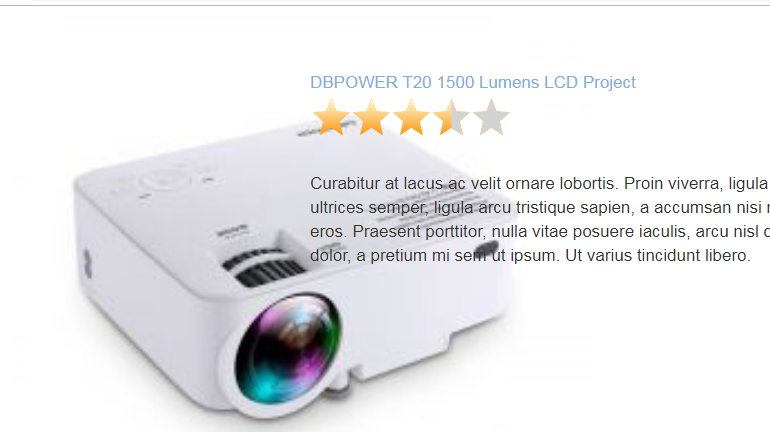 DBPOWER T20 1500 Lumens LCD Project
Curabitur at lacus ac velit ornare lobortis. Proin viverra, ligula
ultrices semper, ligula arcu tristique sapien, a accumsan nisi
eros. Praesent porttitor, nulla vitae posuere iaculis, arcu nisl
dolor, a pretium mi sem ut ipsum. Ut varius tincidunt libero.